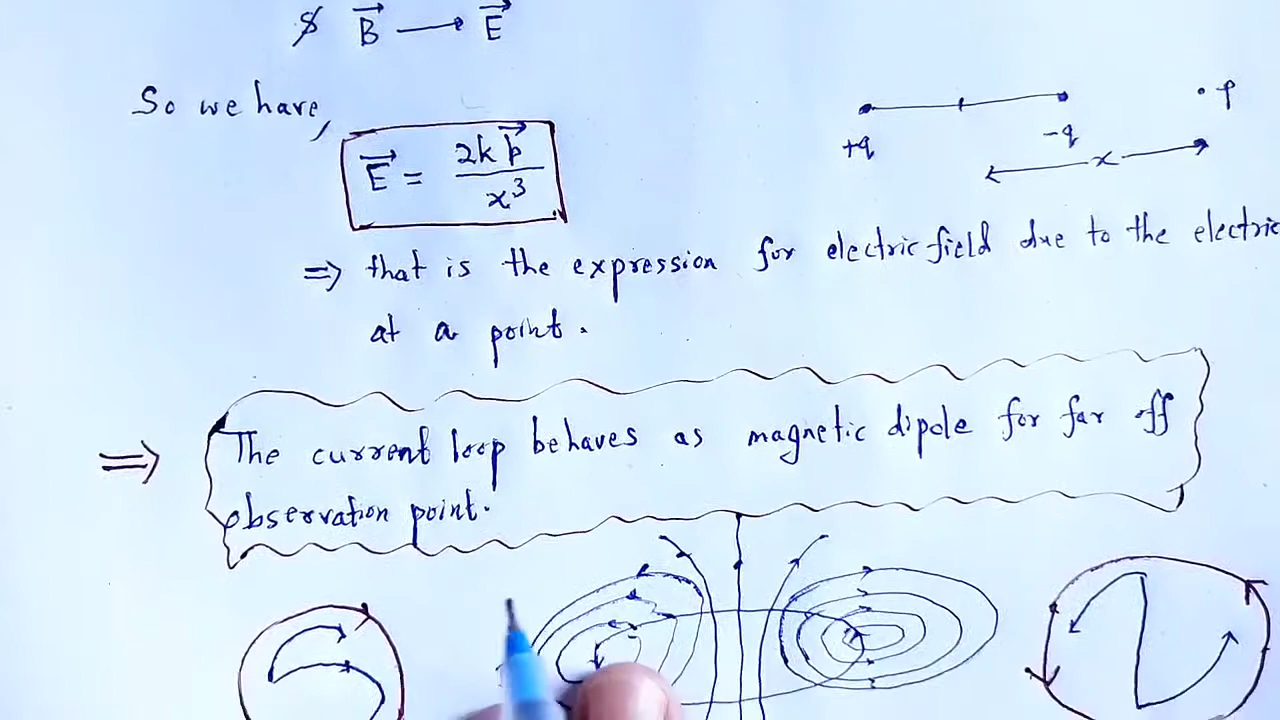 $ B⃗ → E⃗
So we have,
E⃗ = 2k p⃗ / x³
+q -q • P
x
⇒ that is the expression for electric field due to the electric
at a point.
⇒ The current loop behaves as magnetic dipole for far off
observation point.
S N